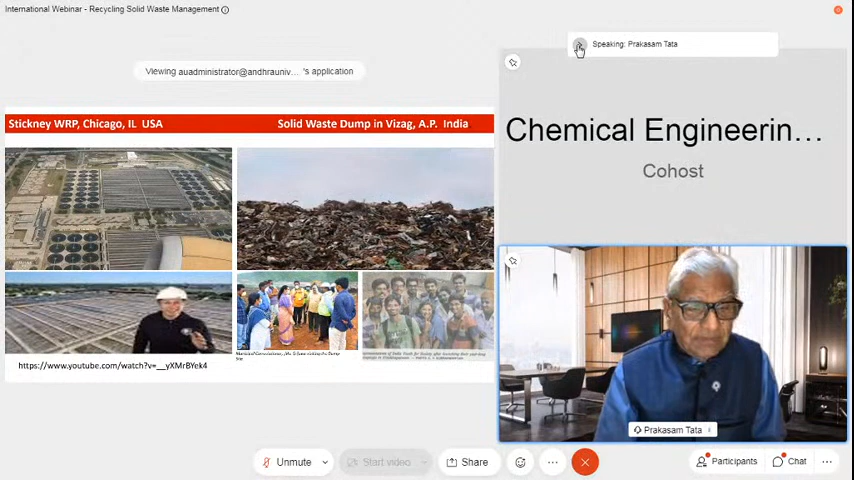 International Webinar - Recycling Solid Waste Management
Speaking: Prakasam Tata
Viewing auadministrator@andhrauniv... 's application
Stickney WRP, Chicago, IL USA
Solid Waste Dump in Vizag, A.P. India
Chemical Engineerin...
Cohost
https://www.youtube.com/watch?v=__yXMrBYek4
Prakasam Tata
Unmute
Start video
Share
Participants
Chat